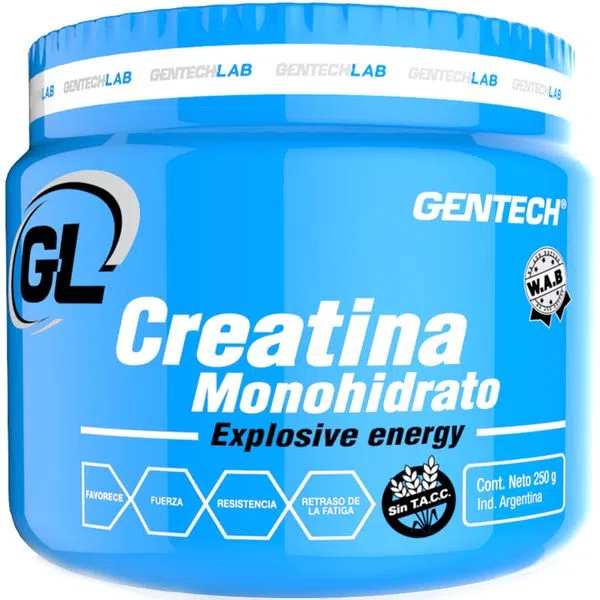 LAB GENTECHLAB GENTECHLAB GENTECHLAB GENTECHLAB GENTECHLAB
GENTECH®
GL
W.A.B
Creatina
Monohidrato
Explosive energy
FAVORECE
FUERZA
RESISTENCIA
RETRASO DE
LA FATIGA
Sin T.A.C.C.
Cont. Neto 250 g
Ind. Argentina